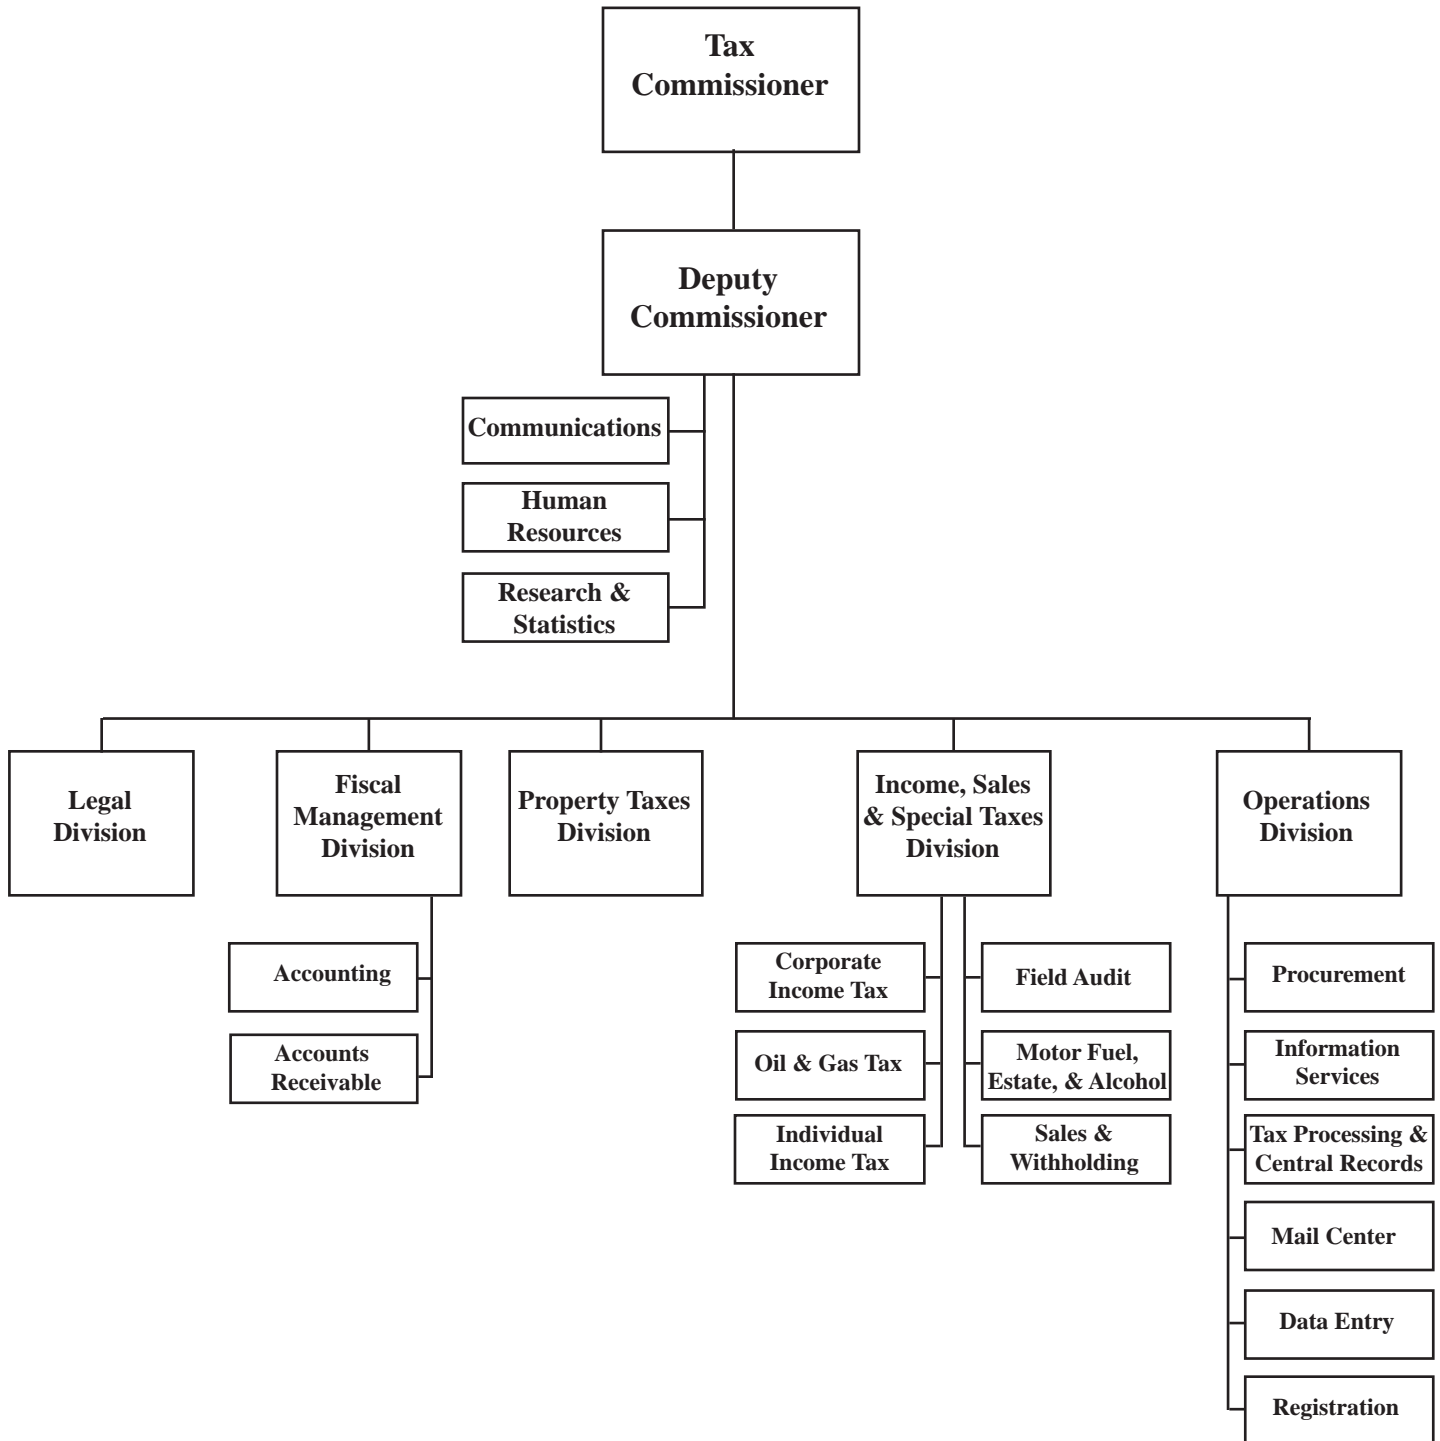 Tax
Commissioner
Deputy
Commissioner
Communications
Human
Resources
Research &
Statistics
Legal
Division
Fiscal
Management
Division
Property Taxes
Division
Income, Sales
& Special Taxes
Division
Operations
Division
Accounting
Accounts
Receivable
Corporate
Income Tax
Oil & Gas Tax
Individual
Income Tax
Field Audit
Motor Fuel,
Estate, & Alcohol
Sales &
Withholding
Procurement
Information
Services
Tax Processing &
Central Records
Mail Center
Data Entry
Registration